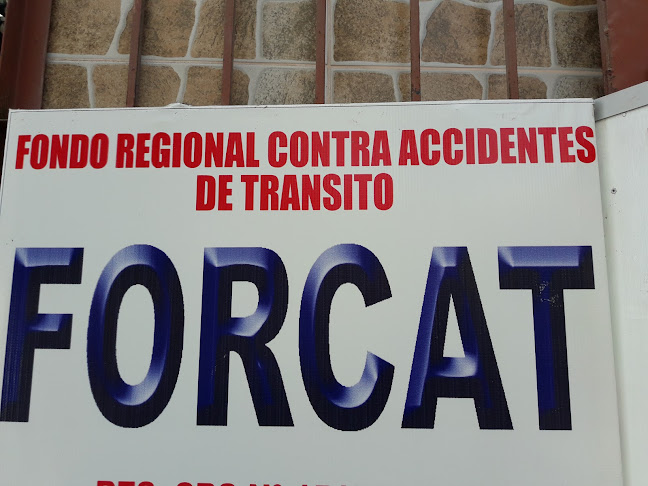 FONDO REGIONAL CONTRA ACCIDENTES
DE TRANSITO
FORCAT